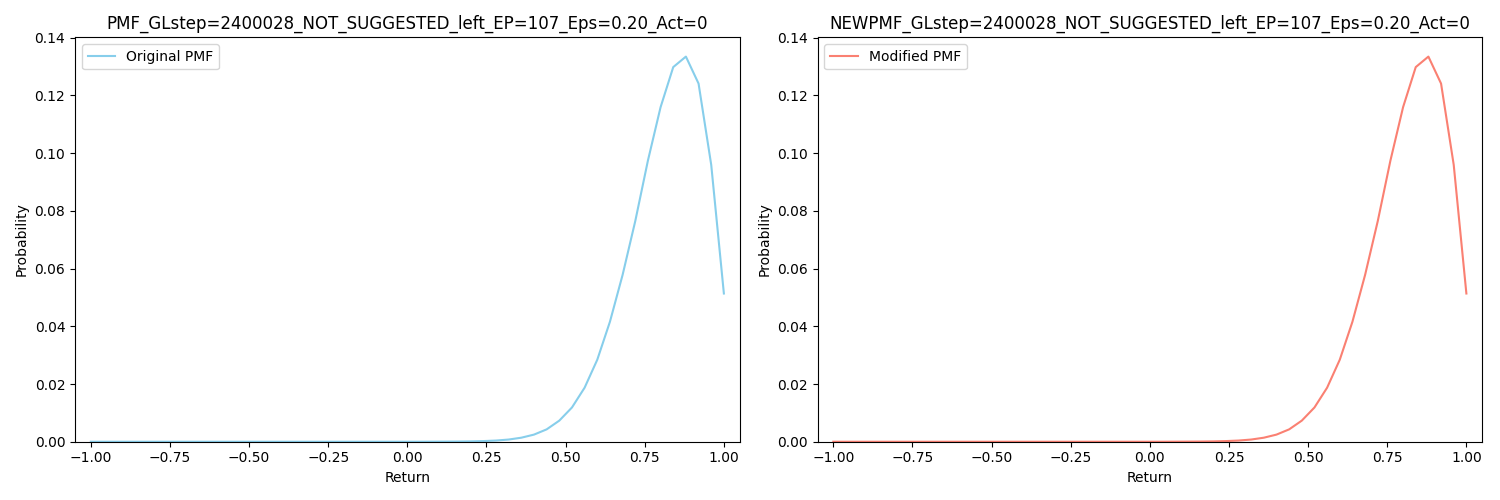 PMF_GLstep=2400028_NOT_SUGGESTED_left_EP=107_Eps=0.20_Act=0
Original PMF
Probability
0.14
0.12
0.10
0.08
0.06
0.04
0.02
0.00
−1.00 −0.75 −0.50 −0.25 0.00 0.25 0.50 0.75 1.00
Return
NEWPMF_GLstep=2400028_NOT_SUGGESTED_left_EP=107_Eps=0.20_Act=0
Modified PMF
Probability
0.14
0.12
0.10
0.08
0.06
0.04
0.02
0.00
−1.00 −0.75 −0.50 −0.25 0.00 0.25 0.50 0.75 1.00
Return